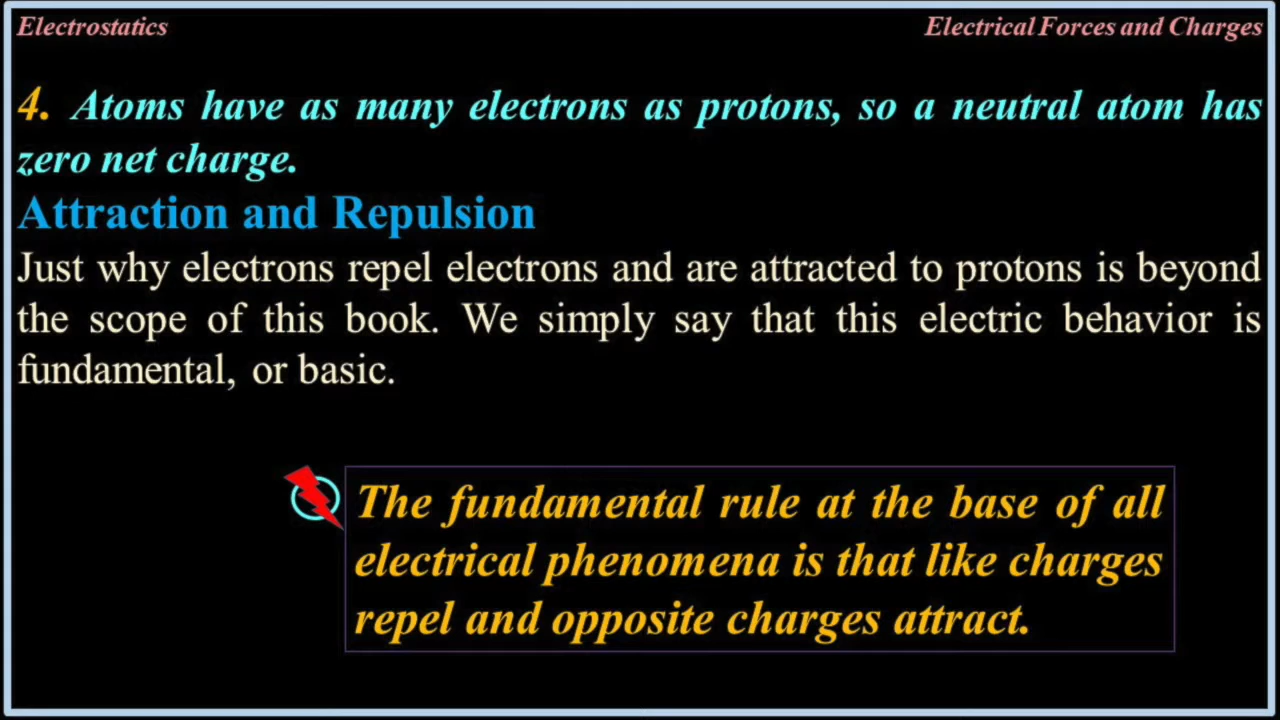 Electrostatics
Electrical Forces and Charges
4. Atoms have as many electrons as protons, so a neutral atom has
zero net charge.
Attraction and Repulsion
Just why electrons repel electrons and are attracted to protons is beyond
the scope of this book. We simply say that this electric behavior is
fundamental, or basic.
The fundamental rule at the base of all
electrical phenomena is that like charges
repel and opposite charges attract.